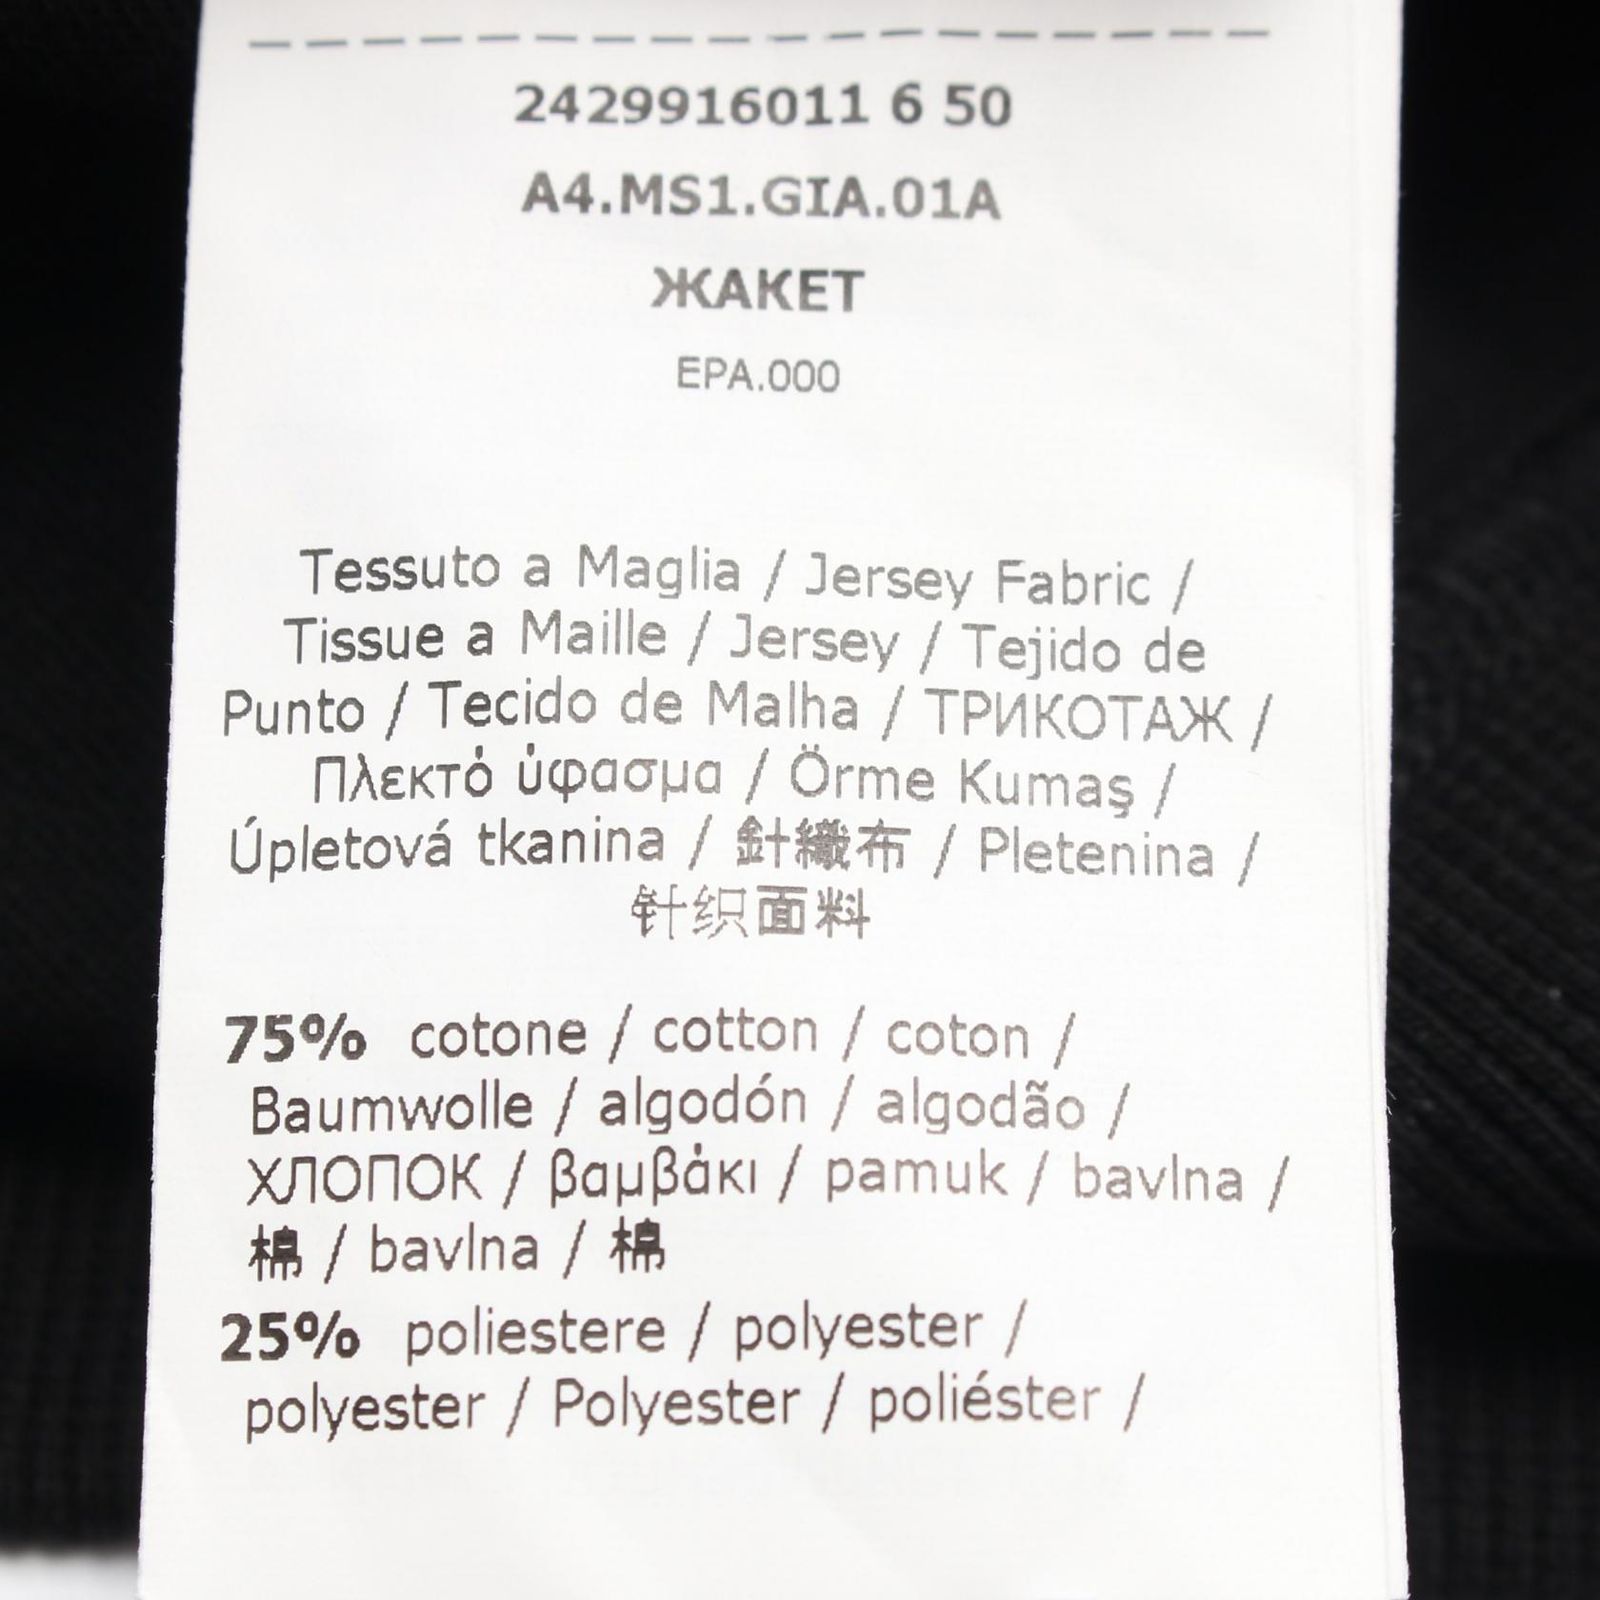 2429916011 6 50
A4.MS1.GIA.01A
ЖАКЕТ
EPA.000
Tessuto a Maglia / Jersey Fabric /
Tissue a Maille / Jersey / Tejido de
Punto / Tecido de Malha / ТРИКОТАЖ /
Πλεκτό ύφασμα / Örme Kumaş /
Úpletová tkanina / 針織布 / Pletenina /
针织面料
75% cotone / cotton / coton /
Baumwolle / algodón / algodão /
ХЛОПОК / βαμβάκι / pamuk / bavlna /
棉 / bavlna / 棉
25% poliestere / polyester /
polyester / Polyester / poliéster /